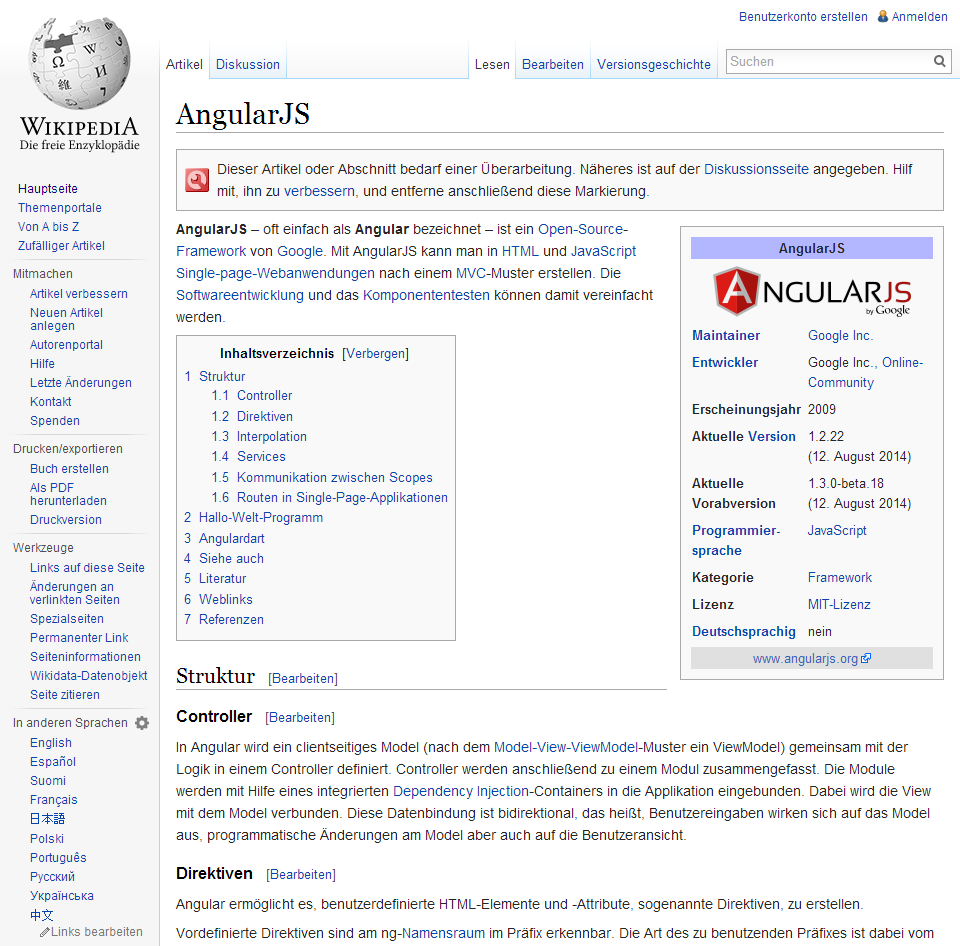 Benutzerkonto erstellen Anmelden
Artikel Diskussion Lesen Bearbeiten Versionsgeschichte Suchen
WIKIPEDIA
Die freie Enzyklopädie
Hauptseite
Themenportale
Von A bis Z
Zufälliger Artikel
Mitmachen
Artikel verbessern
Neuen Artikel
anlegen
Autorenportal
Hilfe
Letzte Änderungen
Kontakt
Spenden
Drucken/exportieren
Buch erstellen
Als PDF
herunterladen
Druckversion
Werkzeuge
Links auf diese Seite
Änderungen an
verlinkten Seiten
Spezialseiten
Permanenter Link
Seiteninformationen
Wikidata-Datenobjekt
Seite zitieren
In anderen Sprachen
English
Español
Suomi
Français
日本語
Polski
Português
Русский
Українська
中文
Links bearbeiten
AngularJS
Dieser Artikel oder Abschnitt bedarf einer Überarbeitung. Näheres ist auf der Diskussionsseite angegeben. Hilf
mit, ihn zu verbessern, und entferne anschließend diese Markierung.
AngularJS – oft einfach als Angular bezeichnet – ist ein Open-Source-
Framework von Google. Mit AngularJS kann man in HTML und JavaScript
Single-page-Webanwendungen nach einem MVC-Muster erstellen. Die
Softwareentwicklung und das Komponententesten können damit vereinfacht
werden.
AngularJS
ANGULARJS
by Google
Maintainer Google Inc.
Entwickler Google Inc., Online-
Community
Erscheinungsjahr 2009
Aktuelle Version 1.2.22
(12. August 2014)
Aktuelle 1.3.0-beta.18
Vorabversion (12. August 2014)
Programmier- JavaScript
sprache
Kategorie Framework
Lizenz MIT-Lizenz
Deutschsprachig nein
www.angularjs.org
Inhaltsverzeichnis [Verbergen]
1 Struktur
1.1 Controller
1.2 Direktiven
1.3 Interpolation
1.4 Services
1.5 Kommunikation zwischen Scopes
1.6 Routen in Single-Page-Applikationen
2 Hallo-Welt-Programm
3 Angulardart
4 Siehe auch
5 Literatur
6 Weblinks
7 Referenzen
Struktur [Bearbeiten]
Controller [Bearbeiten]
In Angular wird ein clientseitiges Model (nach dem Model-View-ViewModel-Muster ein ViewModel) gemeinsam mit der
Logik in einem Controller definiert. Controller werden anschließend zu einem Modul zusammengefasst. Die Module
werden mit Hilfe eines integrierten Dependency Injection-Containers in die Applikation eingebunden. Dabei wird die View
mit dem Model verbunden. Diese Datenbindung ist bidirektional, das heißt, Benutzereingaben wirken sich auf das Model
aus, programmatische Änderungen am Model aber auch auf die Benutzeransicht.
Direktiven [Bearbeiten]
Angular ermöglicht es, benutzerdefinierte HTML-Elemente und -Attribute, sogenannte Direktiven, zu erstellen.
Vordefinierte Direktiven sind am ng-Namensraum im Präfix erkennbar. Die Art des zu benutzenden Präfixes ist dabei vom